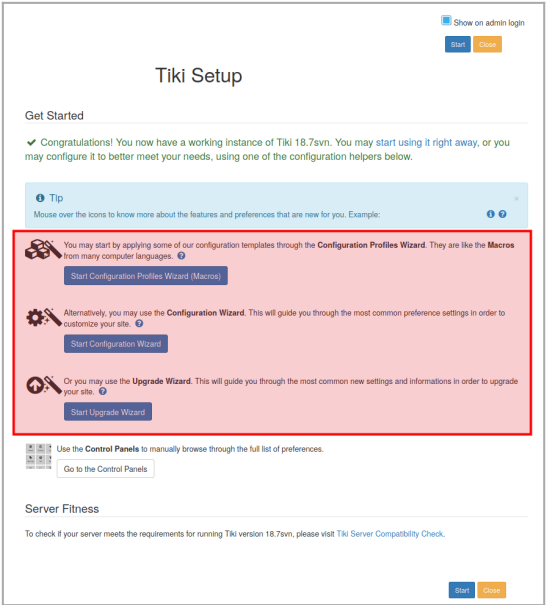 Show on admin login
Start Close
Tiki Setup
Get Started
Congratulations! You now have a working instance of Tiki 18.7svn. You may start using it right away, or you
may configure it to better meet your needs, using one of the configuration helpers below.
Tip
×
Mouse over the icons to know more about the features and preferences that are new for you. Example:
You may start by applying some of our configuration templates through the Configuration Profiles Wizard. They are like the Macros
from many computer languages.
Start Configuration Profiles Wizard (Macros)
Alternatively, you may use the Configuration Wizard. This will guide you through the most common preference settings in order to
customize your site.
Start Configuration Wizard
Or you may use the Upgrade Wizard. This will guide you through the most common new settings and informations in order to upgrade
your site.
Start Upgrade Wizard
Use the Control Panels to manually browse through the full list of preferences.
Go to the Control Panels
Server Fitness
To check if your server meets the requirements for running Tiki version 18.7svn, please visit Tiki Server Compatibility Check.
Start Close